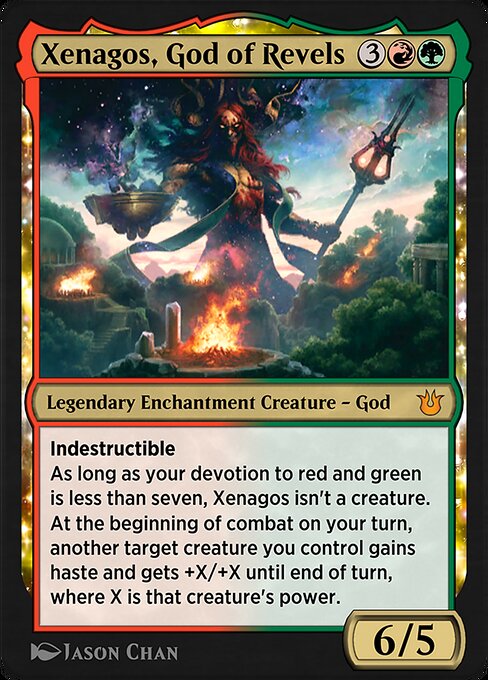 Xenagos, God of Revels 3
Legendary Enchantment Creature – God
Indestructible
As long as your devotion to red and green
is less than seven, Xenagos isn't a creature.
At the beginning of combat on your turn,
another target creature you control gains
haste and gets +X/+X until end of turn,
where X is that creature's power.
6/5
Jason Chan